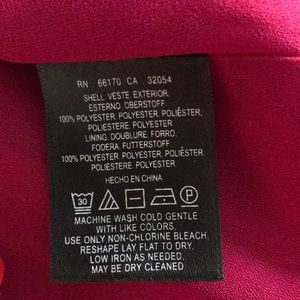 RN . 66170 CA . 32054
SHELL. VESTE EXTERIOR.
ESTERNO. OBERSTOFF
100% POLYESTER, POLYESTER, POLIÉSTER,
POLIESTERE, POLYESTER
LINING. DOUBLURE. FORRO.
FODERA. FUTTERSTOFF
100% POLYESTER, POLYESTER, POLIÉSTER,
POLIESTERE, POLYESTER
HECHO EN CHINA
30
MACHINE WASH COLD GENTLE
WITH LIKE COLORS.
USE ONLY NON-CHLORINE BLEACH.
RESHAPE LAY FLAT TO DRY.
LOW IRON AS NEEDED.
MAY BE DRY CLEANED